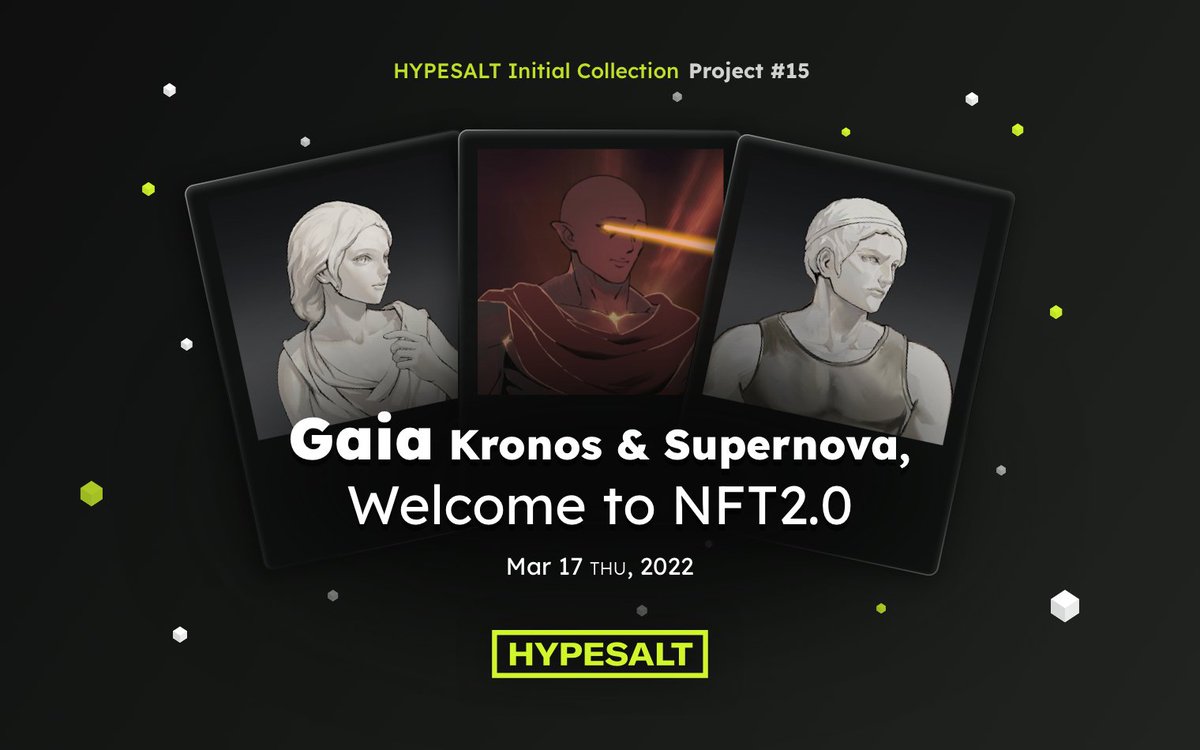 HYPESALT Initial Collection Project #15
Gaia Kronos & Supernova,
Welcome to NFT2.0
Mar 17 THU, 2022
HYPESALT